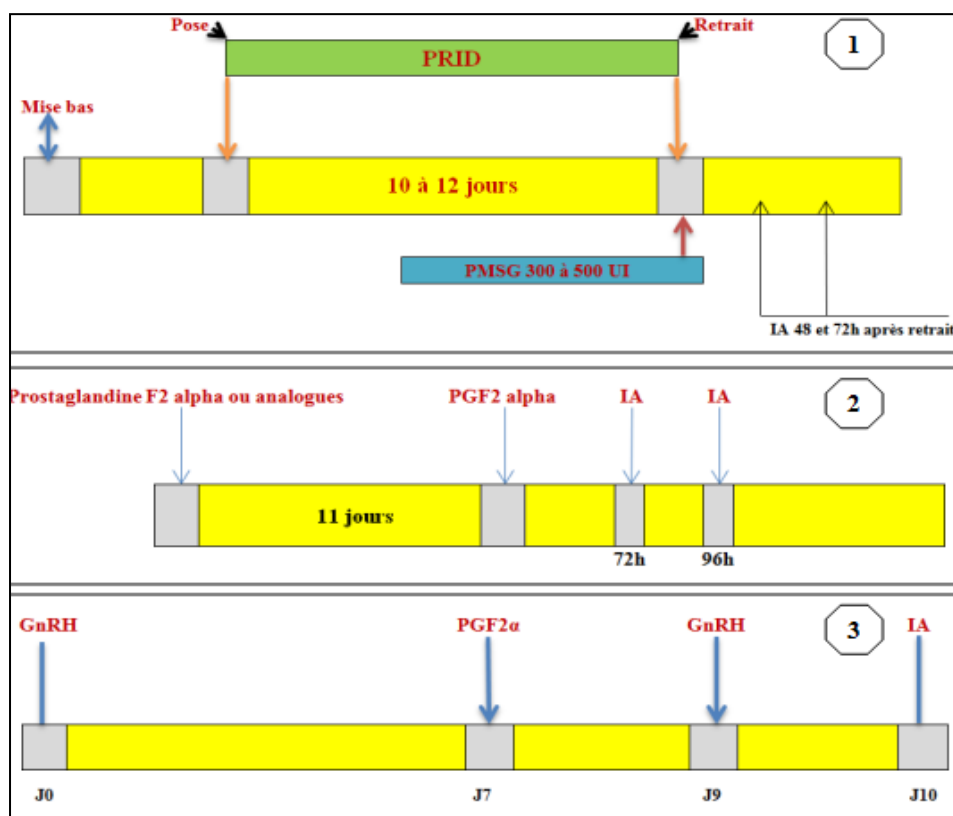 Pose
Retrait
1
PRID
Mise bas
10 à 12 jours
PMSG 300 à 500 UI
IA 48 et 72h après retrait
Prostaglandine F2 alpha ou analogues
PGF2 alpha
IA
IA
2
11 jours
72h
96h
GnRH
PGF2α
GnRH
3
IA
J0
J7
J9
J10